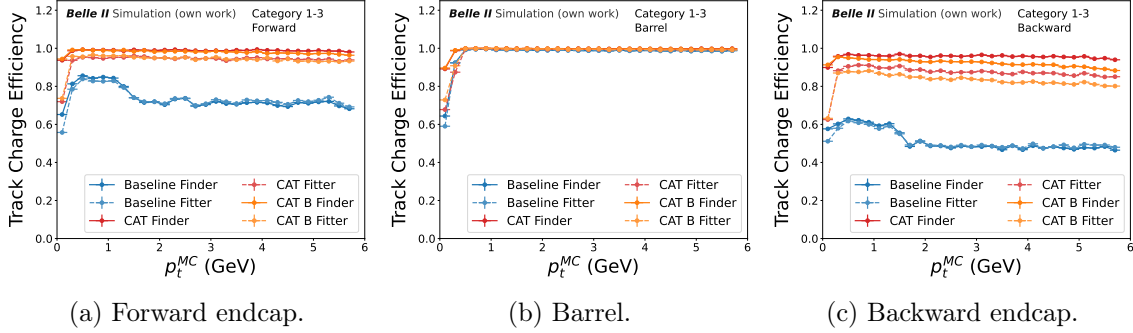 Belle II Simulation (own work)
Category 1-3
Forward
Track Charge Efficiency
1.2
1.0
0.8
0.6
0.4
0.2
0.0
Baseline Finder
Baseline Fitter
CAT Finder
CAT Fitter
CAT B Finder
CAT B Fitter
0 1 2 3 4 5 6
p_t^{MC} (GeV)
(a) Forward endcap.
Belle II Simulation (own work)
Category 1-3
Barrel
Track Charge Efficiency
1.2
1.0
0.8
0.6
0.4
0.2
0.0
Baseline Finder
Baseline Fitter
CAT Finder
CAT Fitter
CAT B Finder
CAT B Fitter
0 1 2 3 4 5 6
p_t^{MC} (GeV)
(b) Barrel.
Belle II Simulation (own work)
Category 1-3
Backward
Track Charge Efficiency
1.2
1.0
0.8
0.6
0.4
0.2
0.0
Baseline Finder
Baseline Fitter
CAT Finder
CAT Fitter
CAT B Finder
CAT B Fitter
0 1 2 3 4 5 6
p_t^{MC} (GeV)
(c) Backward endcap.